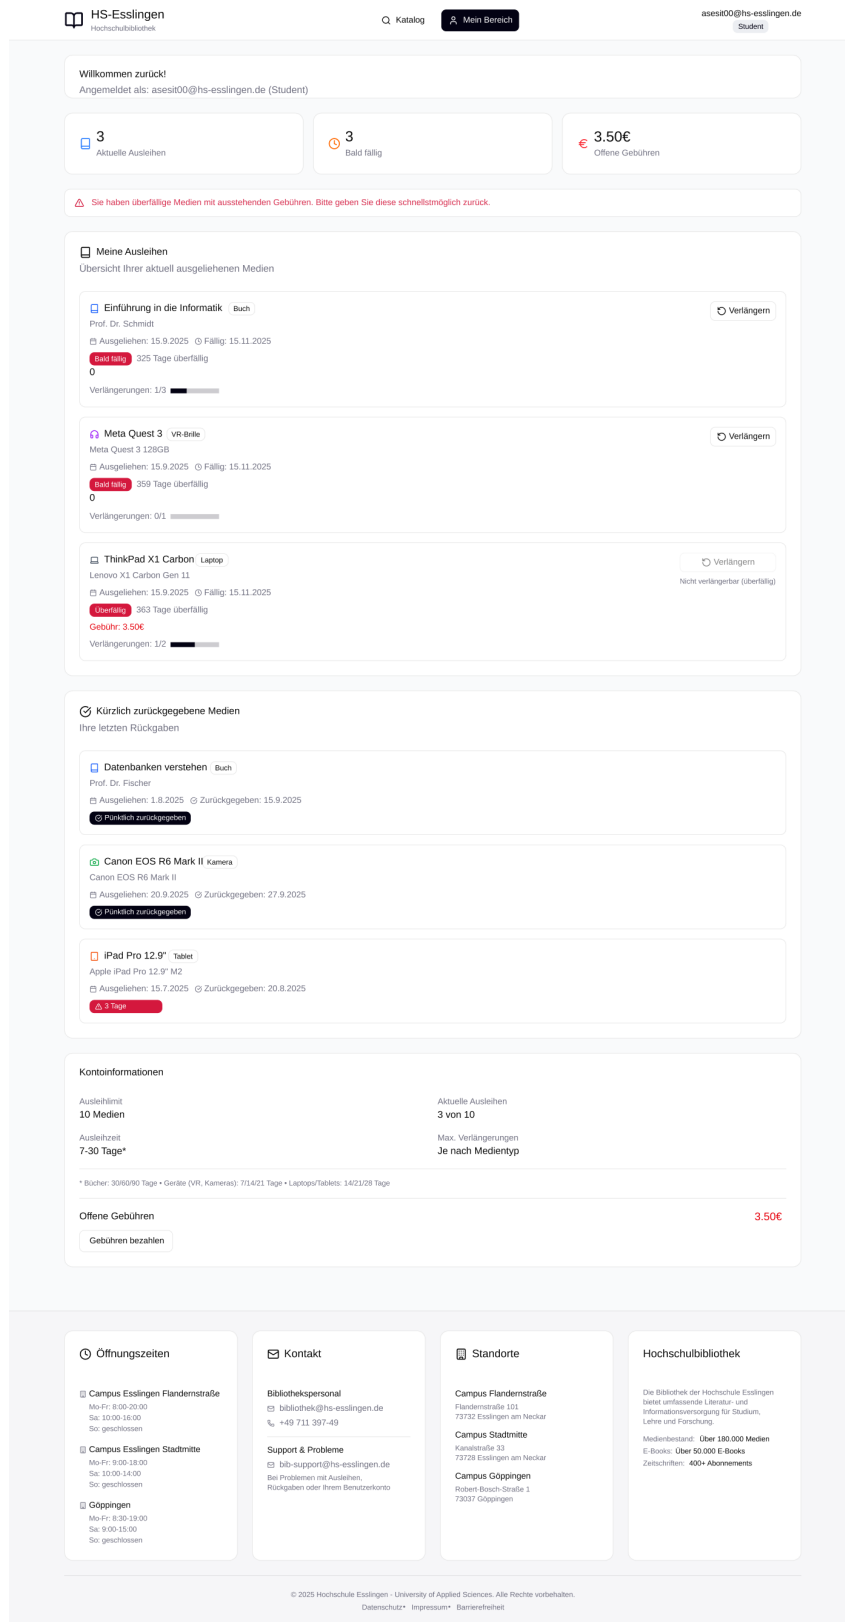 HS-Esslingen
Hochschulbibliothek
Katalog
Mein Bereich
asesit00@hs-esslingen.de
Student
Willkommen zurück!
Angemeldet als: asesit00@hs-esslingen.de (Student)
3
Aktuelle Ausleihen
3
Bald fällig
3.50€
Offene Gebühren
Sie haben überfällige Medien mit ausstehenden Gebühren. Bitte geben Sie diese schnellstmöglich zurück.
Meine Ausleihen
Übersicht Ihrer aktuell ausgeliehenen Medien
Einführung in die Informatik Buch
Verlängern
Prof. Dr. Schmidt
Ausgeliehen: 15.9.2025 Fällig: 15.11.2025
Bald fällig 325 Tage überfällig
0
Verlängerungen: 1/3
Meta Quest 3 VR-Brille
Verlängern
Meta Quest 3 128GB
Ausgeliehen: 15.9.2025 Fällig: 15.11.2025
Bald fällig 359 Tage überfällig
0
Verlängerungen: 0/1
ThinkPad X1 Carbon Laptop
Verlängern
Lenovo X1 Carbon Gen 11
Nicht verlängerbar (überfällig)
Ausgeliehen: 15.9.2025 Fällig: 15.11.2025
Überfällig 363 Tage überfällig
Gebühr: 3.50€
Verlängerungen: 1/2
Kürzlich zurückgegebene Medien
Ihre letzten Rückgaben
Datenbanken verstehen Buch
Prof. Dr. Fischer
Ausgeliehen: 1.8.2025 Zurückgegeben: 15.9.2025
Pünktlich zurückgegeben
Canon EOS R6 Mark II Kamera
Canon EOS R6 Mark II
Ausgeliehen: 20.9.2025 Zurückgegeben: 27.9.2025
Pünktlich zurückgegeben
iPad Pro 12.9" Tablet
Apple iPad Pro 12.9" M2
Ausgeliehen: 15.7.2025 Zurückgegeben: 20.8.2025
3 Tage
Kontoinformationen
Ausleihlimit
10 Medien
Aktuelle Ausleihen
3 von 10
Ausleihzeit
7-30 Tage*
Max. Verlängerungen
Je nach Medientyp
* Bücher: 30/60/90 Tage • Geräte (VR, Kameras): 7/14/21 Tage • Laptops/Tablets: 14/21/28 Tage
Offene Gebühren
3.50€
Gebühren bezahlen
Öffnungszeiten
Campus Esslingen Flandernstraße
Mo-Fr: 8:00-20:00
Sa: 10:00-16:00
So: geschlossen
Campus Esslingen Stadtmitte
Mo-Fr: 9:00-18:00
Sa: 10:00-14:00
So: geschlossen
Göppingen
Mo-Fr: 8:30-19:00
Sa: 9:00-15:00
So: geschlossen
Kontakt
Bibliothekspersonal
bibliothek@hs-esslingen.de
+49 711 397-49
Support & Probleme
bib-support@hs-esslingen.de
Bei Problemen mit Ausleihen,
Rückgaben oder Ihrem Benutzerkonto
Standorte
Campus Flandernstraße
Flandernstraße 101
73732 Esslingen am Neckar
Campus Stadtmitte
Kanalstraße 33
73728 Esslingen am Neckar
Campus Göppingen
Robert-Bosch-Straße 1
73037 Göppingen
Hochschulbibliothek
Die Bibliothek der Hochschule Esslingen
bietet umfassende Literatur- und
Informationsversorgung für Studium,
Lehre und Forschung.
Medienbestand: Über 180.000 Medien
E-Books: Über 50.000 E-Books
Zeitschriften: 400+ Abonnements
© 2025 Hochschule Esslingen - University of Applied Sciences. Alle Rechte vorbehalten.
Datenschutz• Impressum• Barrierefreiheit